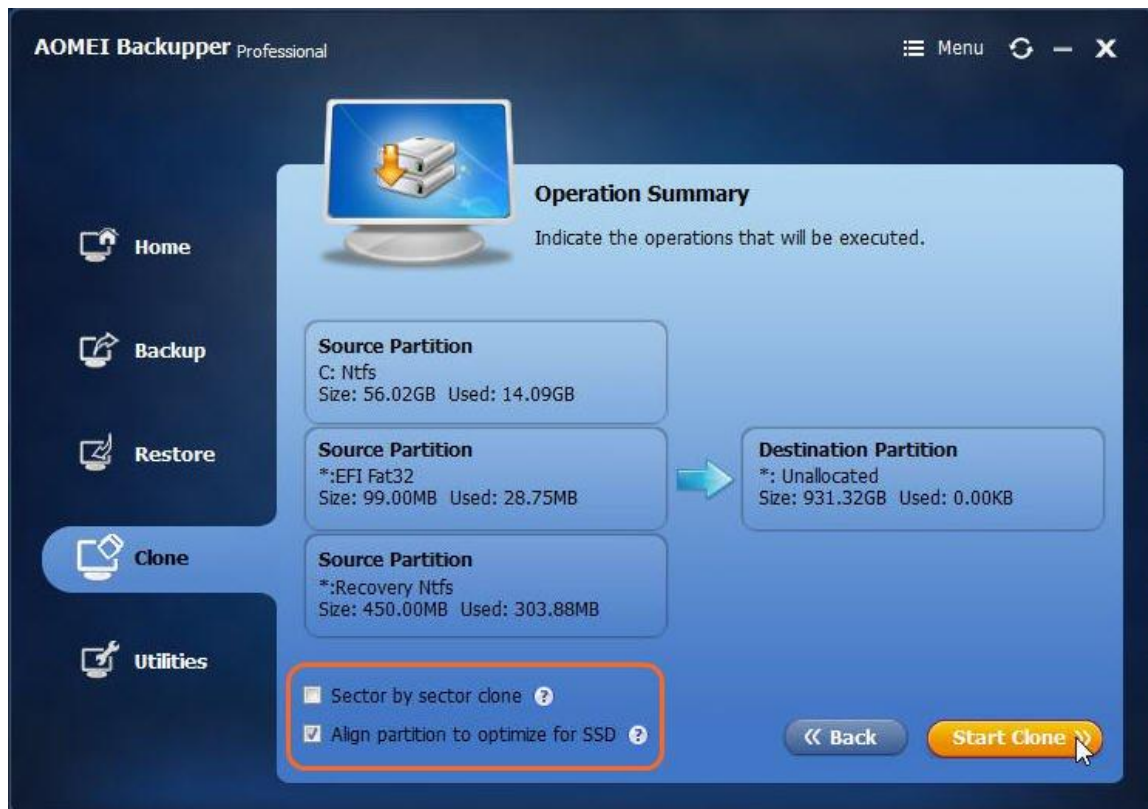 AOMEI Backupper Professional
Menu
Operation Summary
Indicate the operations that will be executed.
Home
Backup
Restore
Clone
Utilities
Source Partition
C: Ntfs
Size: 56.02GB Used: 14.09GB
Source Partition
*:EFI Fat32
Size: 99.00MB Used: 28.75MB
Source Partition
*:Recovery Ntfs
Size: 450.00MB Used: 303.88MB
Destination Partition
*: Unallocated
Size: 931.32GB Used: 0.00KB
Sector by sector clone ?
Align partition to optimize for SSD ?
Back
Start Clone